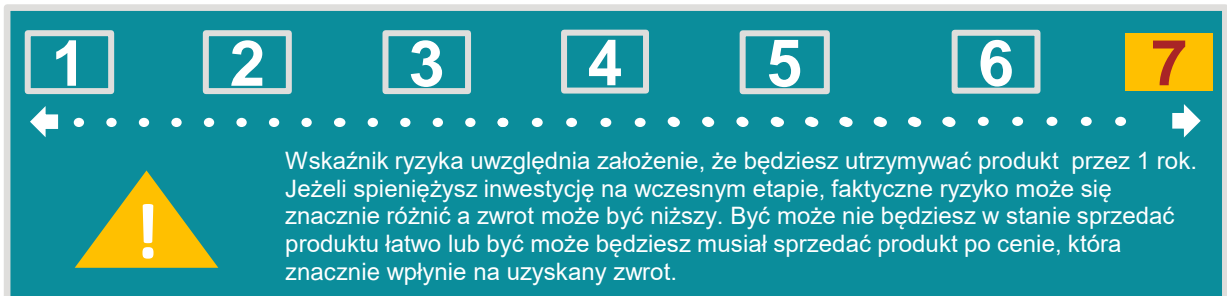 1 2 3 4 5 6 7
!
Wskaźnik ryzyka uwzględnia założenie, że będziesz utrzymywać produkt przez 1 rok.
Jeżeli spieniężysz inwestycję na wczesnym etapie, faktyczne ryzyko może się
znacznie różnić a zwrot może być niższy. Być może nie będziesz w stanie sprzedać
produktu łatwo lub być może będziesz musiał sprzedać produkt po cenie, która
znacznie wpłynie na uzyskany zwrot.